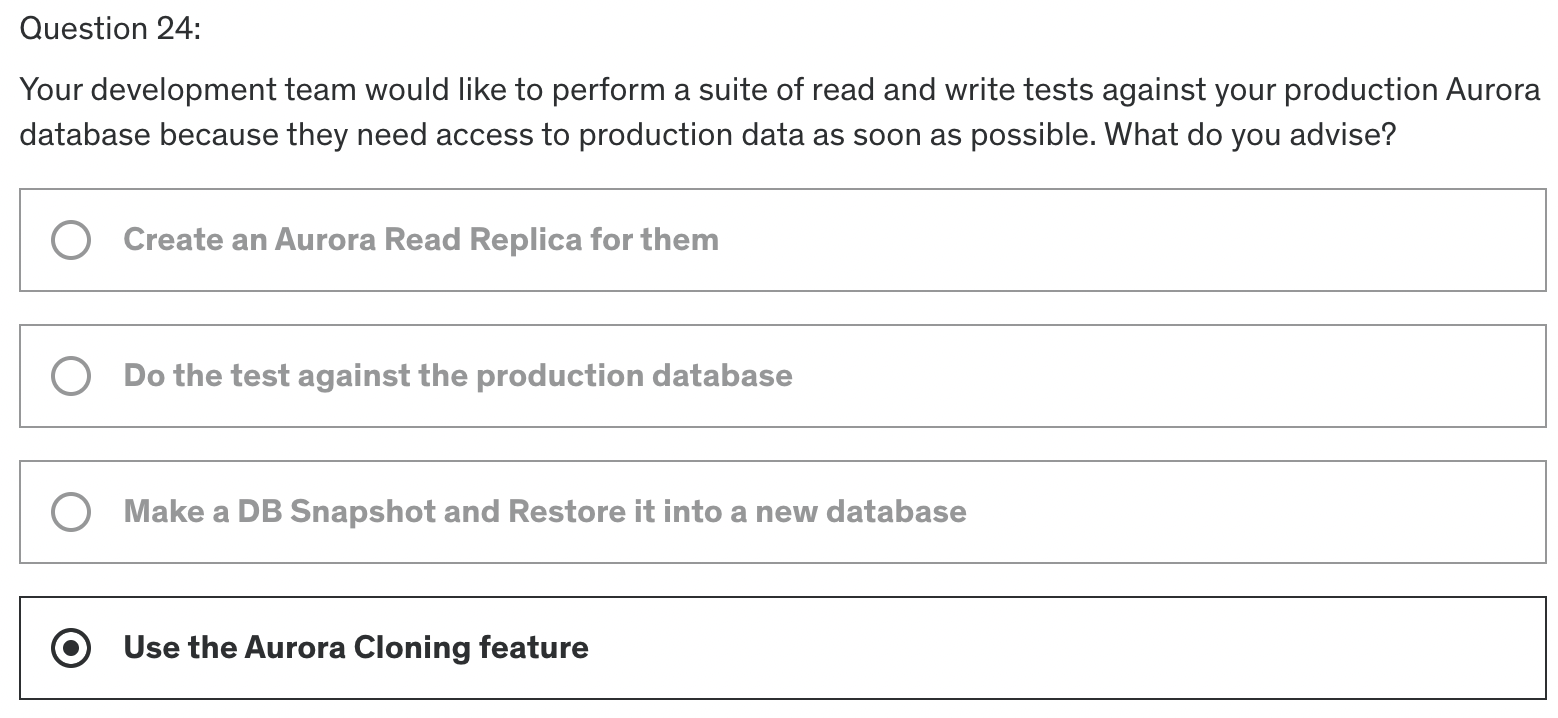 Question 24:
Your development team would like to perform a suite of read and write tests against your production Aurora
database because they need access to production data as soon as possible. What do you advise?
Create an Aurora Read Replica for them
Do the test against the production database
Make a DB Snapshot and Restore it into a new database
Use the Aurora Cloning feature